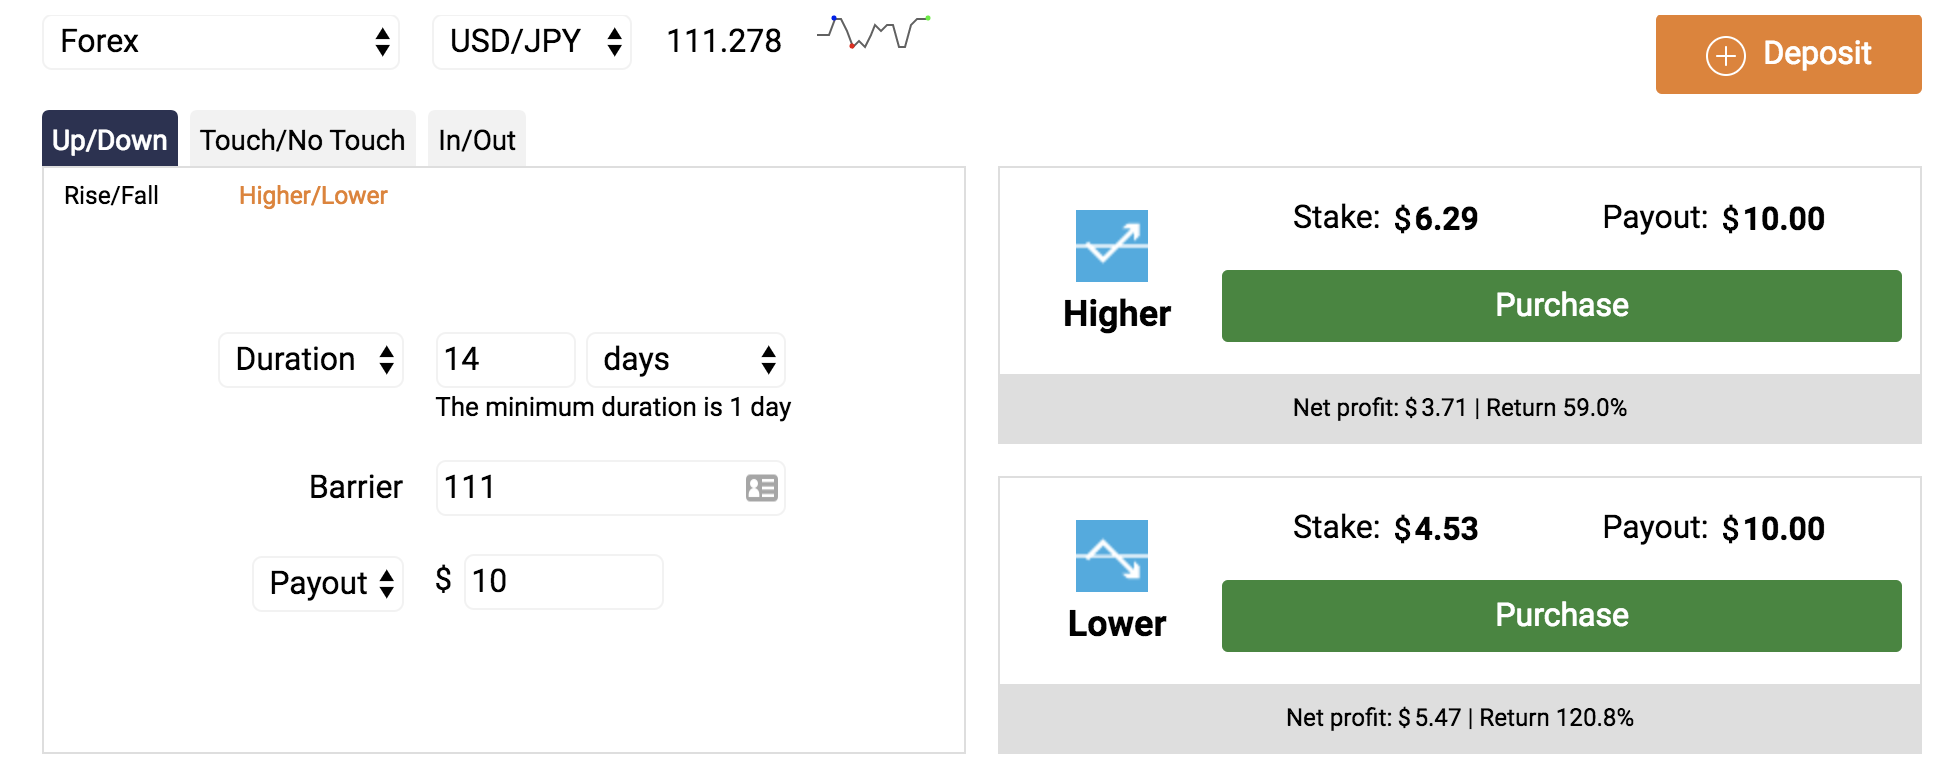 Forex
USD/JPY
111.278
Deposit
Up/Down
Touch/No Touch
In/Out
Rise/Fall
Higher/Lower
Duration
14
days
The minimum duration is 1 day
Barrier
111
Payout
$ 10
Higher
Stake: $6.29
Payout: $10.00
Purchase
Net profit: $3.71 | Return 59.0%
Lower
Stake: $4.53
Payout: $10.00
Purchase
Net profit: $5.47 | Return 120.8%